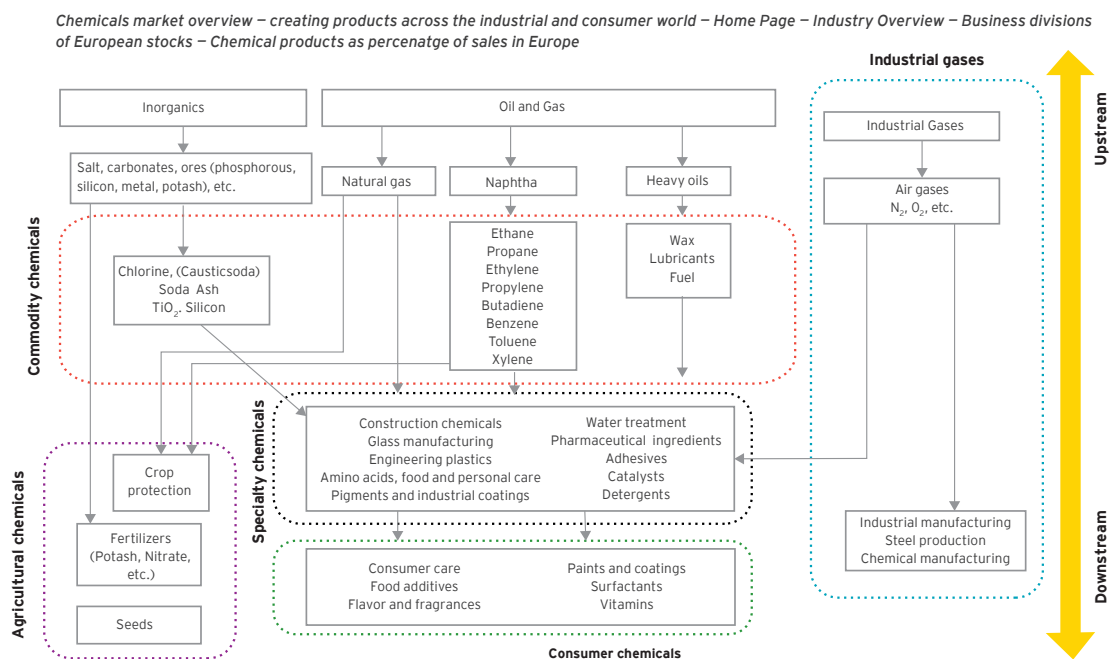 Chemicals market overview – creating products across the industrial and consumer world – Home Page – Industry Overview – Business divisions
of European stocks – Chemical products as percenatge of sales in Europe
Industrial gases
Upstream
Inorganics
Oil and Gas
Industrial Gases
Salt, carbonates, ores (phosphorous,
silicon, metal, potash), etc.
Natural gas
Naphtha
Heavy oils
Air gases
N₂, O₂, etc.
Commodity chemicals
Chlorine, (Causticsoda)
Soda Ash
TiO₂. Silicon
Ethane
Propane
Ethylene
Propylene
Butadiene
Benzene
Toluene
Xylene
Wax
Lubricants
Fuel
Specialty chemicals
Construction chemicals
Glass manufacturing
Engineering plastics
Amino acids, food and personal care
Pigments and industrial coatings
Water treatment
Pharmaceutical ingredients
Adhesives
Catalysts
Detergents
Agricultural chemicals
Crop
protection
Fertilizers
(Potash, Nitrate,
etc.)
Seeds
Industrial manufacturing
Steel production
Chemical manufacturing
Consumer care
Food additives
Flavor and fragrances
Paints and coatings
Surfactants
Vitamins
Consumer chemicals
Downstream